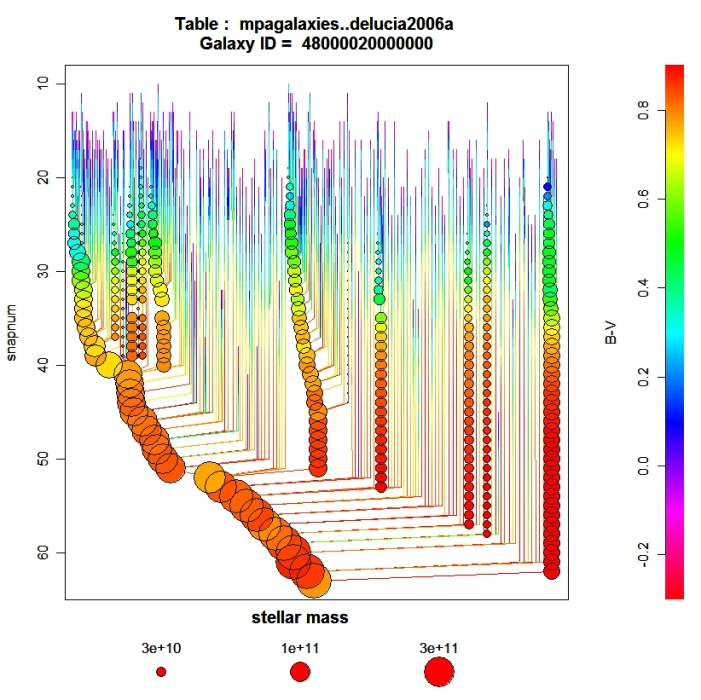 Table :  mpagalaxies..delucia2006a
Galaxy ID =  48000020000000
10
20
30
40
50
60
snapnum
0.8
0.6
0.4
0.2
0.0
-0.2
B-V
stellar mass
3e+10
1e+11
3e+11